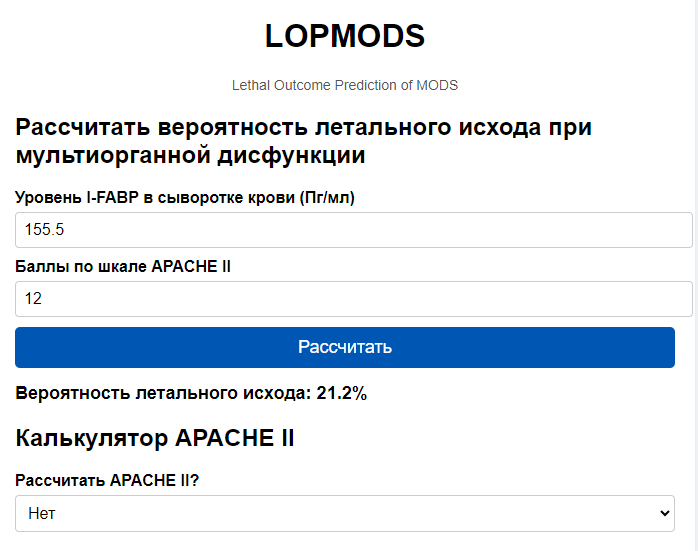 LOPMODS
Lethal Outcome Prediction of MODS
Рассчитать вероятность летального исхода при
мультиорганной дисфункции
Уровень I-FABP в сыворотке крови (Пг/мл)
155.5
Баллы по шкале APACHE II
12
Рассчитать
Вероятность летального исхода: 21.2%
Калькулятор APACHE II
Рассчитать APACHE II?
Нет